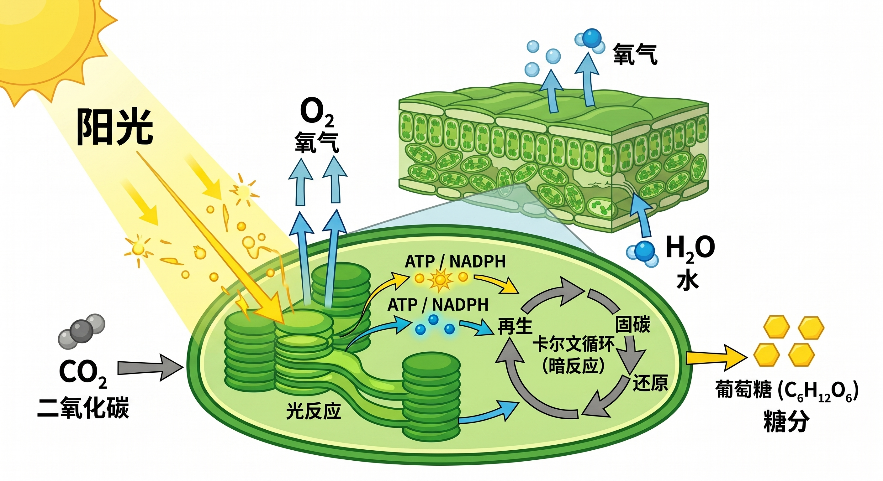 阳光
O₂
氧气
氧气
H₂O
水
ATP / NADPH
ATP / NADPH
再生
固碳
卡尔文循环
（暗反应）
还原
光反应
CO₂
二氧化碳
葡萄糖 (C₆H₁₂O₆)
糖分